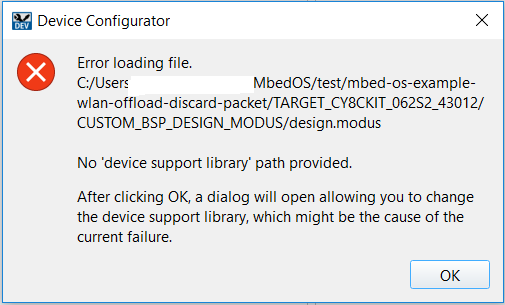 DEV
Device Configurator
Error loading file.
C:/Users MbedOS/test/mbed-os-example-
wlan-offload-discard-packet/TARGET_CY8CKIT_062S2_43012/
CUSTOM_BSP_DESIGN_MODUS/design.modus
No 'device support library' path provided.
After clicking OK, a dialog will open allowing you to change
the device support library, which might be the cause of the
current failure.
OK